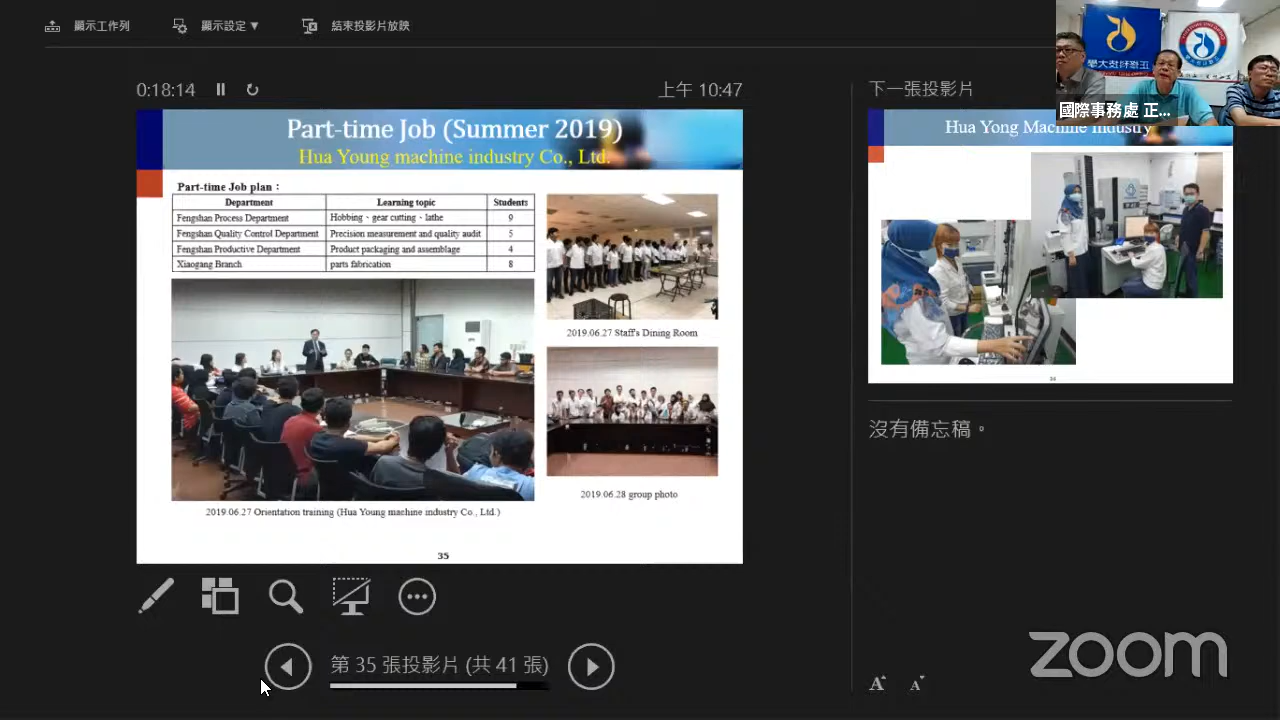 顯示工作列
顯示設定 ▼
結束投影片放映
0:18:14
上午 10:47
下一張投影片
國際事務處 正...
Part-time Job (Summer 2019)
Hua Young machine industry Co., Ltd.
Part-time Job plan：
Department Learning topic Students
Fengshan Process Department Hobbing、gear cutting、lathe 9
Fengshan Quality Control Department Precision measurement and quality audit 5
Fengshan Productive Department Product packaging and assemblage 4
Xiaogang Branch parts fabrication 8
2019.06.27 Staff's Dining Room
2019.06.27 Orientation training (Hua Young machine industry Co., Ltd.)
2019.06.28 group photo
35
Hua Yong Machine Industry
沒有備忘稿。
第 35 張投影片 (共 41 張)
A A
zoom